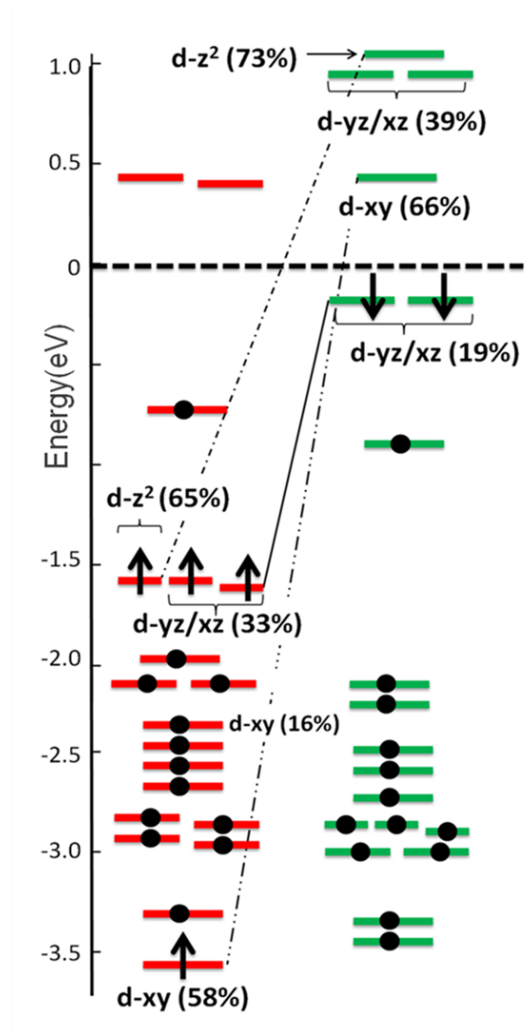 d-z² (73%)
1.0
d-yz/xz (39%)
0.5
d-xy (66%)
0
d-yz/xz (19%)
Energy(eV)
d-z² (65%)
-1.5
d-yz/xz (33%)
-2.0
d-xy (16%)
-2.5
-3.0
-3.5
d-xy (58%)